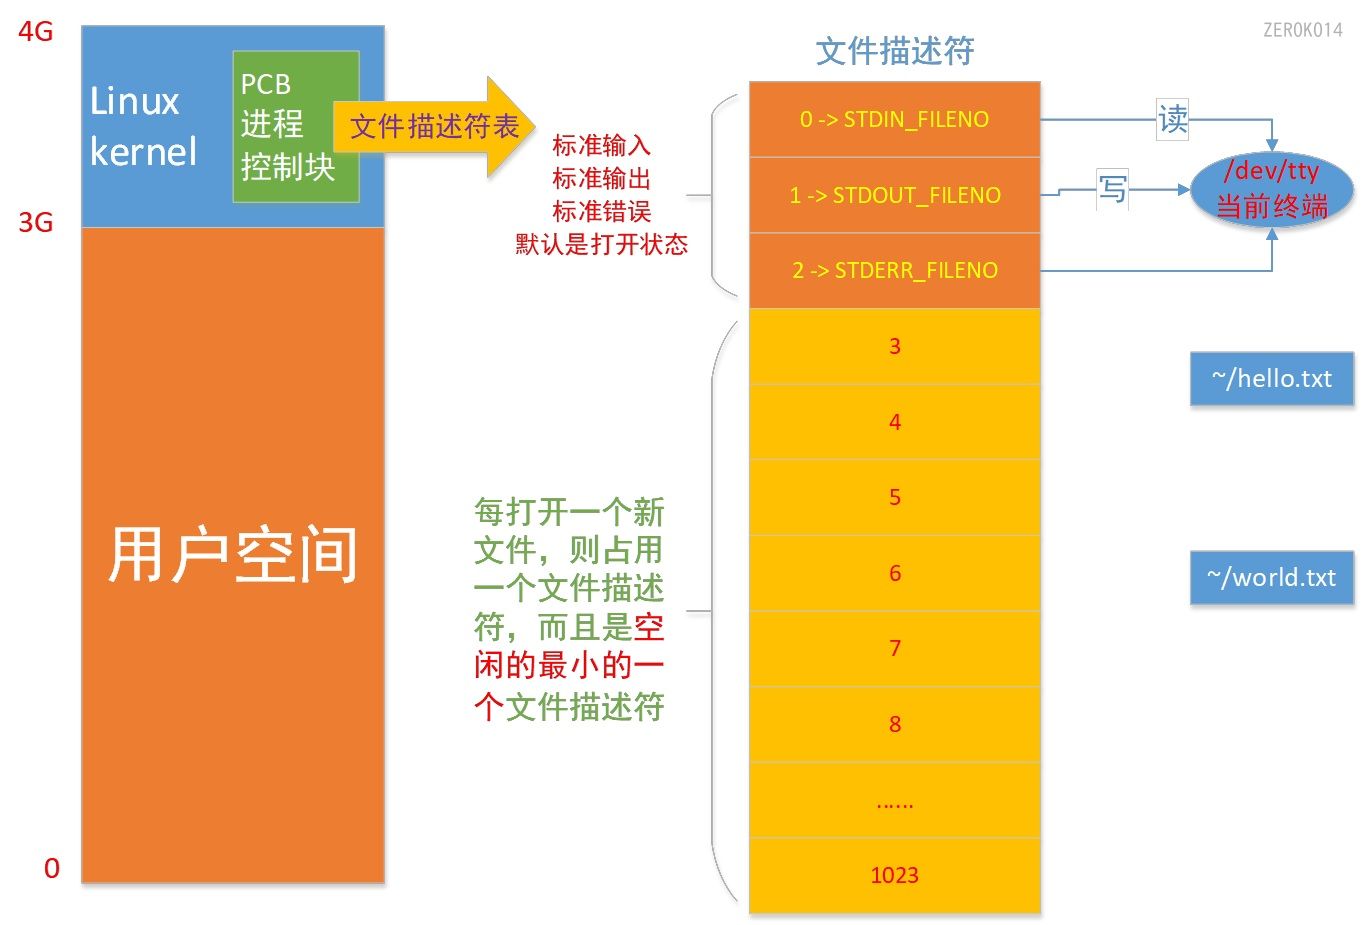 ZEROK014
4G
Linux
kernel
PCB
进程
控制块
文件描述符表
3G
用户空间
0
标准输入
标准输出
标准错误
默认是打开状态
每打开一个新
文件，则占用
一个文件描述
符，而且是空
闲的最小的一
个文件描述符
文件描述符
0 -> STDIN_FILENO
1 -> STDOUT_FILENO
2 -> STDERR_FILENO
3
4
5
6
7
8
......
1023
读
写
/dev/tty
当前终端
~/hello.txt
~/world.txt